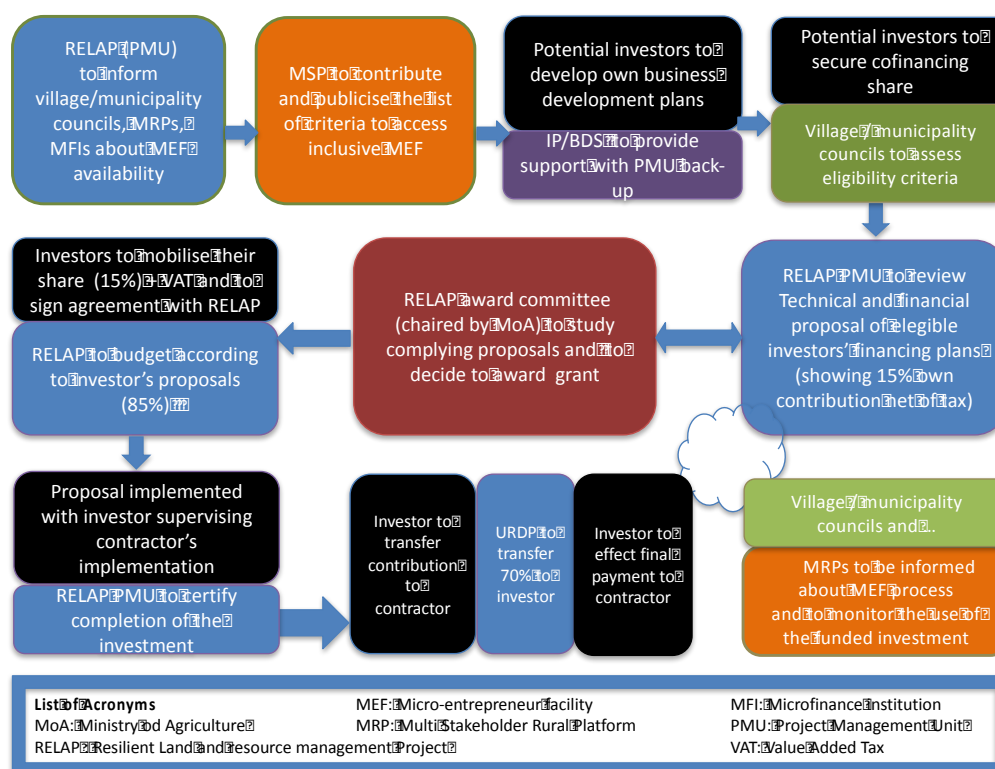 RELAP (PMU)
to inform
village/municipality
councils, MRPs,
MFIs about MEF
availability
MSP to contribute
and publicise the list
of criteria to access
inclusive MEF
Potential investors to
develop own business
development plans
IP/BDS to provide
support with PMU back-
up
Potential investors to
secure cofinancing
share
Village / municipality
councils to assess
eligibility criteria
Investors to mobilise their
share (15%) + VAT and to
sign agreement with RELAP
RELAP to budget according
to investor's proposals
(85%)
RELAP award committee
(chaired by MoA) to study
complying proposals and to
decide to award grant
RELAP PMU to review
Technical and financial
proposal of elegible
investors' financing plans
(showing 15% own
contribution net of tax)
Proposal implemented
with investor supervising
contractor's
implementation
RELAP PMU to certify
completion of the
investment
Investor to
transfer
contribution
to
contractor
URDP to
transfer
70% to
investor
Investor to
effect final
payment to
contractor
Village / municipality
councils and ..
MRPs to be informed
about MEF process
and to monitor the use of
the funded investment
List of Acronyms
MEF: Micro-entrepreneur facility
MFI: Microfinance institution
MoA: Ministry od Agriculture
MRP: Multi Stakeholder Rural Platform
PMU: Project Management Unit
RELAP: Resilient Land and resource management Project
VAT: Value Added Tax